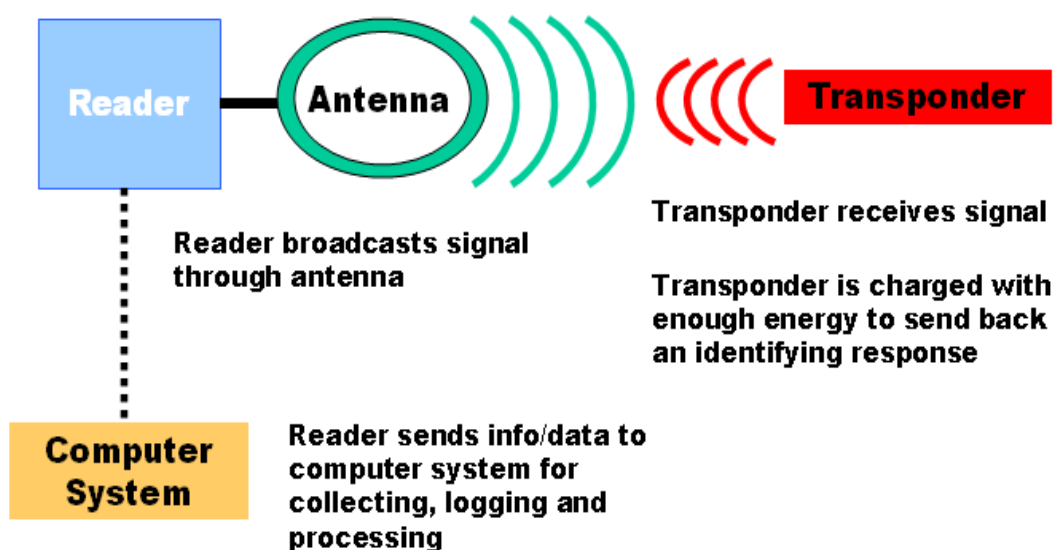 Reader
Antenna
Transponder
Reader broadcasts signal
through antenna
Transponder receives signal
Transponder is charged with
enough energy to send back
an identifying response
Computer
System
Reader sends info/data to
computer system for
collecting, logging and
processing